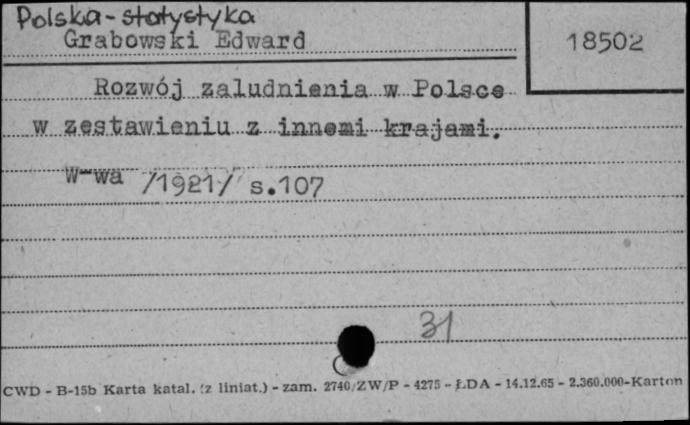 Polska-statystyka
Grabowski Edward
18502
Rozwój zaludnienia w Polsce
w zestawieniu z innemi krajami.
W-wa /1921/ s.107
31
CWD - B-15b Karta katal. (z liniat.) - zam. 2740/ZW/P - 4275 - ŁDA - 14.12.65 - 2.360.000-Karton